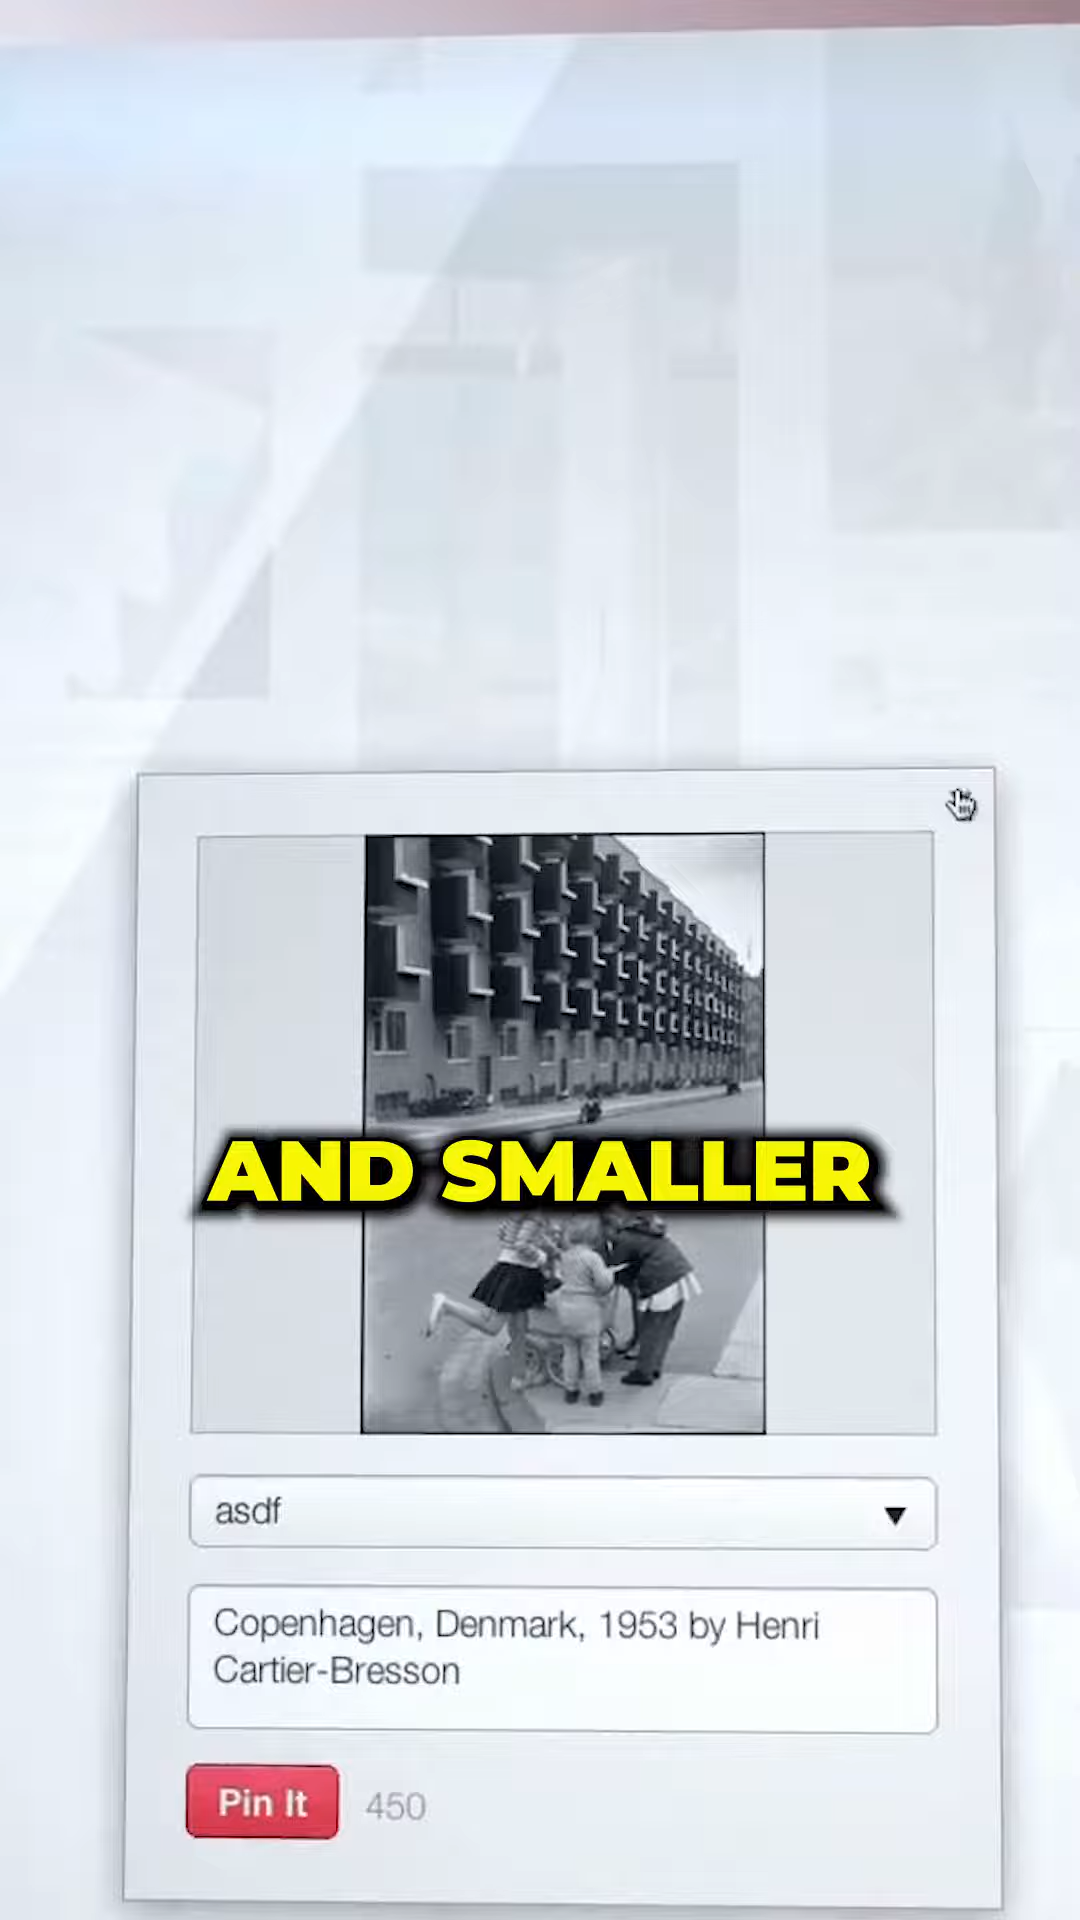 AND SMALLER
asdf
Copenhagen, Denmark, 1953 by Henri
Cartier-Bresson
Pin It
450